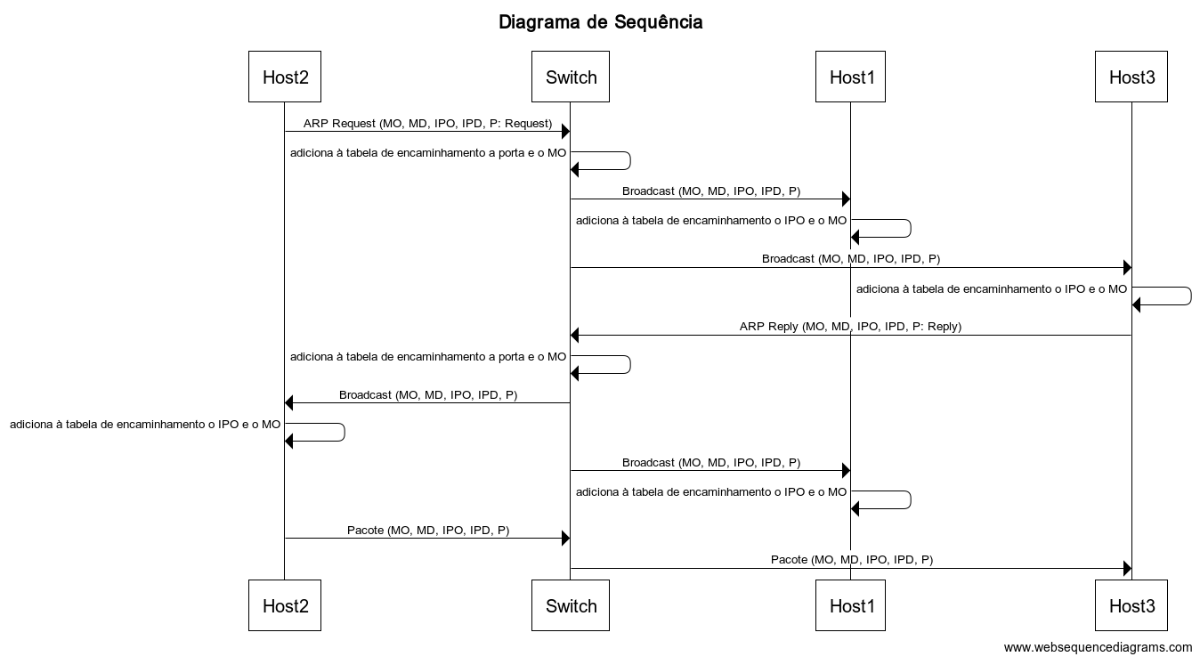 Diagrama de Sequência
Host2 Switch Host1 Host3
ARP Request (MO, MD, IPO, IPD, P: Request)
adiciona à tabela de encaminhamento a porta e o MO
Broadcast (MO, MD, IPO, IPD, P)
adiciona à tabela de encaminhamento o IPO e o MO
Broadcast (MO, MD, IPO, IPD, P)
adiciona à tabela de encaminhamento o IPO e o MO
ARP Reply (MO, MD, IPO, IPD, P: Reply)
adiciona à tabela de encaminhamento a porta e o MO
Broadcast (MO, MD, IPO, IPD, P)
adiciona à tabela de encaminhamento o IPO e o MO
Broadcast (MO, MD, IPO, IPD, P)
adiciona à tabela de encaminhamento o IPO e o MO
Pacote (MO, MD, IPO, IPD, P)
Pacote (MO, MD, IPO, IPD, P)
Host2 Switch Host1 Host3
www.websequencediagrams.com